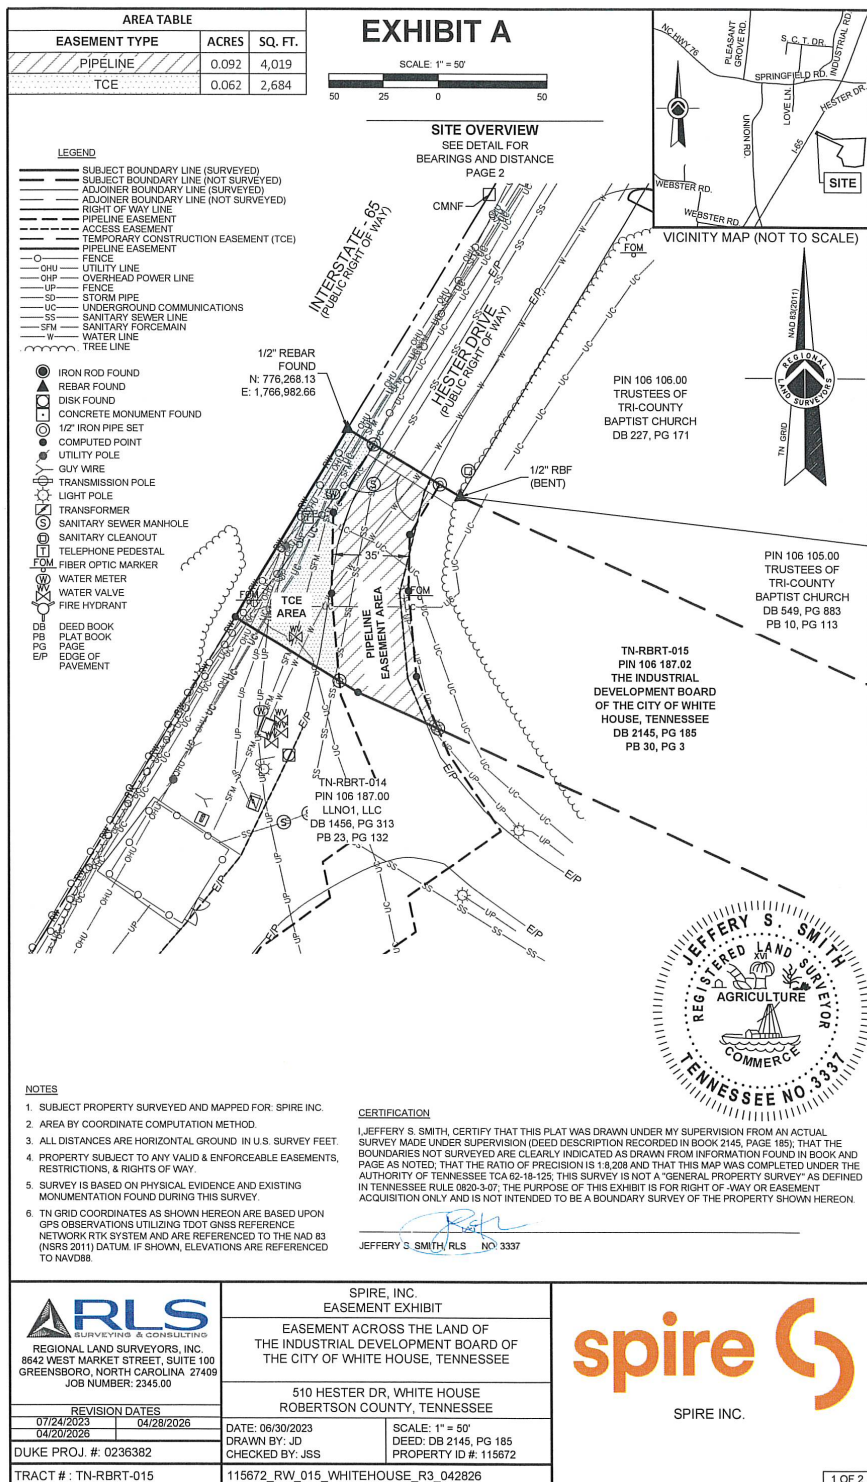 AREA TABLE
EASEMENT TYPE ACRES SQ. FT.
PIPELINE 0.092 4,019
TCE 0.062 2,684
EXHIBIT A
SCALE: 1" = 50'
50 25 0 50
SITE OVERVIEW
SEE DETAIL FOR
BEARINGS AND DISTANCE
PAGE 2
NC HWY 76
PLEASANT
GROVE RD.
S. C. T. DR.
INDUSTRIAL RD.
SPRINGFIELD RD.
LOVE LN.
HESTER DR.
UNION RD.
I-65
WEBSTER RD.
WEBSTER RD.
SITE
VICINITY MAP (NOT TO SCALE)
LEGEND
SUBJECT BOUNDARY LINE (SURVEYED)
SUBJECT BOUNDARY LINE (NOT SURVEYED)
ADJOINER BOUNDARY LINE (SURVEYED)
ADJOINER BOUNDARY LINE (NOT SURVEYED)
RIGHT OF WAY LINE
PIPELINE EASEMENT
ACCESS EASEMENT
TEMPORARY CONSTRUCTION EASEMENT (TCE)
PIPELINE EASEMENT
FENCE
OHU UTILITY LINE
OHP OVERHEAD POWER LINE
UP FENCE
SD STORM PIPE
UC UNDERGROUND COMMUNICATIONS
SS SANITARY SEWER LINE
SFM SANITARY FORCEMAIN
W WATER LINE
TREE LINE
IRON ROD FOUND
REBAR FOUND
DISK FOUND
CONCRETE MONUMENT FOUND
1/2" IRON PIPE SET
COMPUTED POINT
UTILITY POLE
GUY WIRE
TRANSMISSION POLE
LIGHT POLE
TRANSFORMER
S SANITARY SEWER MANHOLE
SANITARY CLEANOUT
T TELEPHONE PEDESTAL
FOM FIBER OPTIC MARKER
W WATER METER
WV WATER VALVE
FIRE HYDRANT
DB DEED BOOK
PB PLAT BOOK
PG PAGE
E/P EDGE OF
PAVEMENT
CMNF
INTERSTATE - 65
(PUBLIC RIGHT OF WAY)
HESTER DRIVE
(PUBLIC RIGHT OF WAY)
1/2" REBAR
FOUND
N: 776,268.13
E: 1,766,982.66
FOM
NAD 83(2011)
REGIONAL
LAND SURVEYORS
TN GRID
PIN 106 106.00
TRUSTEES OF
TRI-COUNTY
BAPTIST CHURCH
DB 227, PG 171
1/2" RBF
(BENT)
35'
TCE
AREA
PIPELINE
EASEMENT AREA
FOM
PIN 106 105.00
TRUSTEES OF
TRI-COUNTY
BAPTIST CHURCH
DB 549, PG 883
PB 10, PG 113
TN-RBRT-015
PIN 106 187.02
THE INDUSTRIAL
DEVELOPMENT BOARD
OF THE CITY OF WHITE
HOUSE, TENNESSEE
DB 2145, PG 185
PB 30, PG 3
TN-RBRT-014
PIN 106 187.00
LLNO1, LLC
DB 1456, PG 313
PB 23, PG 132
E/P
JEFFERY S. SMITH
REGISTERED LAND SURVEYOR
XVI
AGRICULTURE
COMMERCE
TENNESSEE NO. 3337
NOTES
1. SUBJECT PROPERTY SURVEYED AND MAPPED FOR: SPIRE INC.
2. AREA BY COORDINATE COMPUTATION METHOD.
3. ALL DISTANCES ARE HORIZONTAL GROUND IN U.S. SURVEY FEET.
4. PROPERTY SUBJECT TO ANY VALID & ENFORCEABLE EASEMENTS,
RESTRICTIONS, & RIGHTS OF WAY.
5. SURVEY IS BASED ON PHYSICAL EVIDENCE AND EXISTING
MONUMENTATION FOUND DURING THIS SURVEY.
6. TN GRID COORDINATES AS SHOWN HEREON ARE BASED UPON
GPS OBSERVATIONS UTILIZING TDOT GNSS REFERENCE
NETWORK RTK SYSTEM AND ARE REFERENCED TO THE NAD 83
(NSRS 2011) DATUM. IF SHOWN, ELEVATIONS ARE REFERENCED
TO NAVD88.
CERTIFICATION
I,JEFFERY S. SMITH, CERTIFY THAT THIS PLAT WAS DRAWN UNDER MY SUPERVISION FROM AN ACTUAL
SURVEY MADE UNDER SUPERVISION (DEED DESCRIPTION RECORDED IN BOOK 2145, PAGE 185); THAT THE
BOUNDARIES NOT SURVEYED ARE CLEARLY INDICATED AS DRAWN FROM INFORMATION FOUND IN BOOK AND
PAGE AS NOTED; THAT THE RATIO OF PRECISION IS 1:8,208 AND THAT THIS MAP WAS COMPLETED UNDER THE
AUTHORITY OF TENNESSEE TCA 62-18-125; THIS SURVEY IS NOT A "GENERAL PROPERTY SURVEY" AS DEFINED
IN TENNESSEE RULE 0820-3-07; THE PURPOSE OF THIS EXHIBIT IS FOR RIGHT OF -WAY OR EASEMENT
ACQUISITION ONLY AND IS NOT INTENDED TO BE A BOUNDARY SURVEY OF THE PROPERTY SHOWN HEREON.
JEFFERY S. SMITH, RLS NO. 3337
RLS
SURVEYING & CONSULTING
REGIONAL LAND SURVEYORS, INC.
8642 WEST MARKET STREET, SUITE 100
GREENSBORO, NORTH CAROLINA 27409
JOB NUMBER: 2345.00
REVISION DATES
07/24/2023 04/28/2026
04/20/2026
DUKE PROJ. #: 0236382
TRACT # : TN-RBRT-015
SPIRE, INC.
EASEMENT EXHIBIT
EASEMENT ACROSS THE LAND OF
THE INDUSTRIAL DEVELOPMENT BOARD OF
THE CITY OF WHITE HOUSE, TENNESSEE
510 HESTER DR, WHITE HOUSE
ROBERTSON COUNTY, TENNESSEE
DATE: 06/30/2023
DRAWN BY: JD
CHECKED BY: JSS
SCALE: 1" = 50'
DEED: DB 2145, PG 185
PROPERTY ID #: 115672
115672_RW_015_WHITEHOUSE_R3_042826
spire
SPIRE INC.
1 OF 2